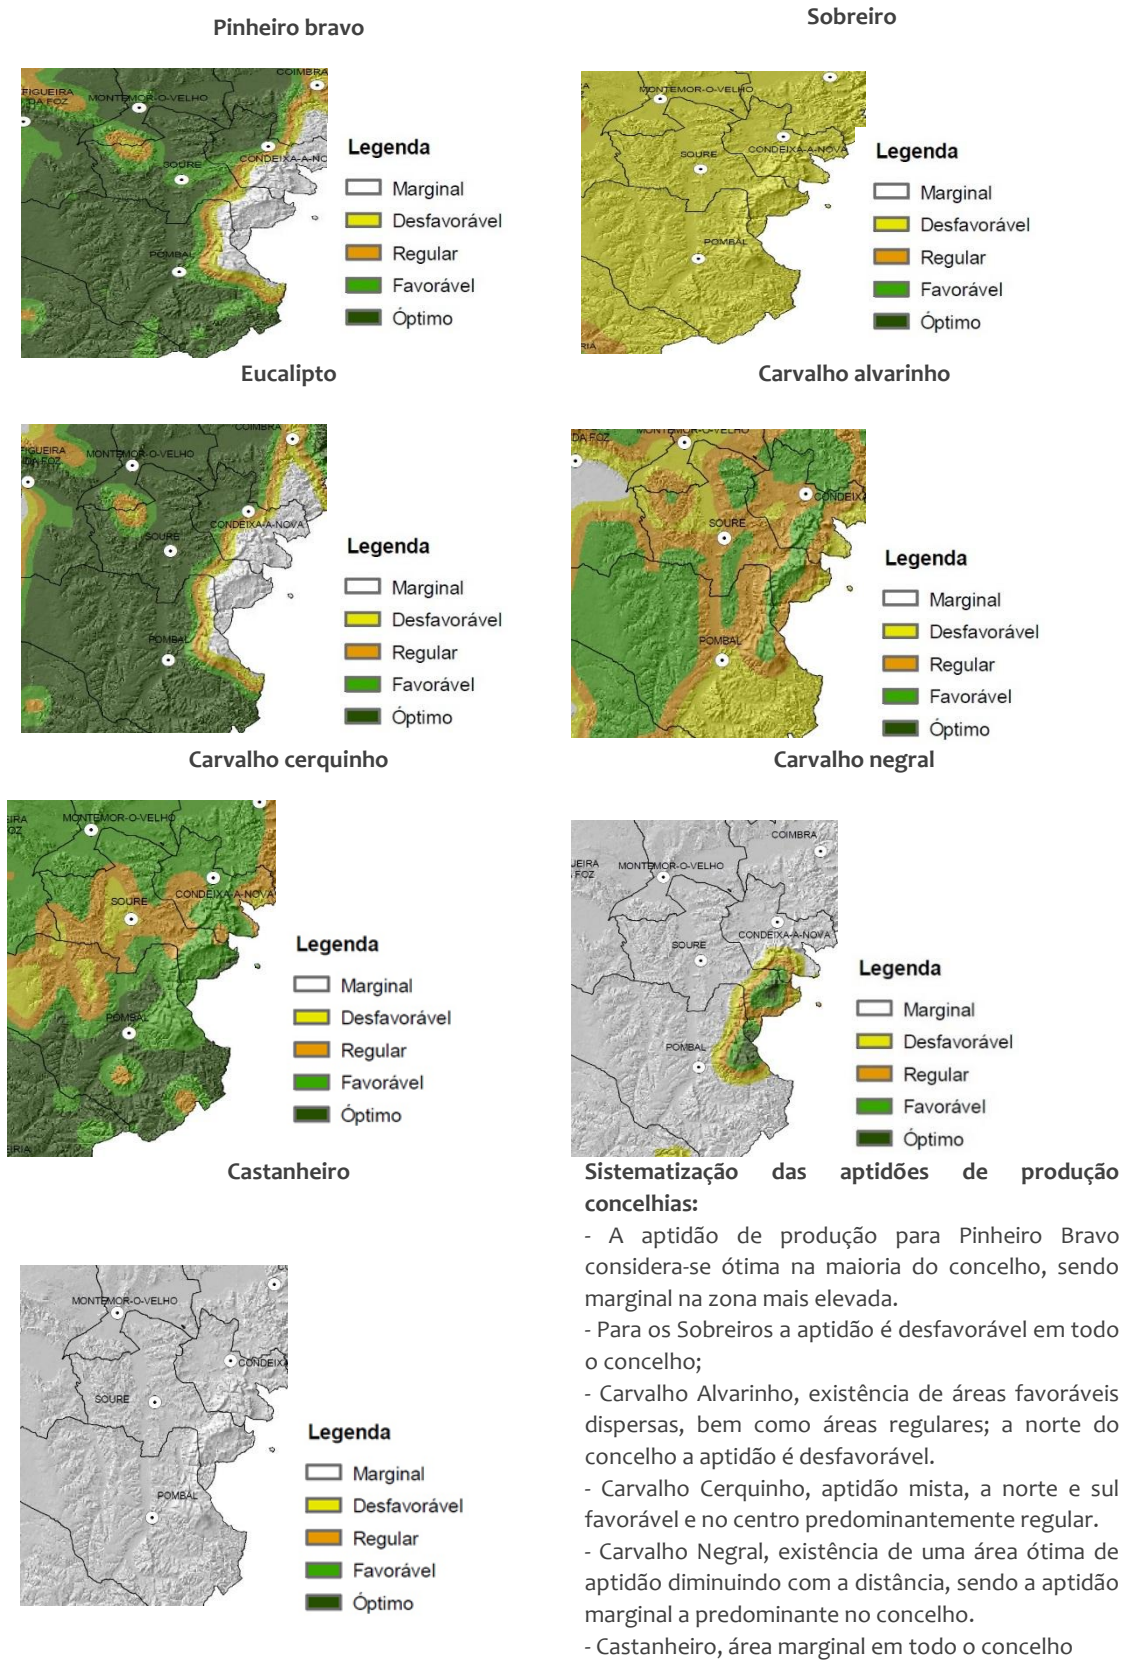 Pinheiro bravo
COIMBRA
FIGUEIRA
DA FOZ
MONTEMOR-O-VELHO
SOURE
CONDEIXA-A-NO
POMBAL
Legenda
Marginal
Desfavorável
Regular
Favorável
Óptimo
Sobreiro
MONTEMOR-O-VELHO
SOURE
CONDEIXA-A-NOVA
POMBAL
RIA
Legenda
Marginal
Desfavorável
Regular
Favorável
Óptimo
Eucalipto
COIMBRA
FIGUEIRA
DA FOZ
MONTEMOR-O-VELHO
CONDEIXA-A-NOVA
SOURE
POMBAL
Legenda
Marginal
Desfavorável
Regular
Favorável
Óptimo
Carvalho alvarinho
DA FOZ
MONTEMOR-O-VELHO
CONDEIXA
SOURE
POMBAL
Legenda
Marginal
Desfavorável
Regular
Favorável
Óptimo
Carvalho cerquinho
EIRA
FOZ
MONTEMOR-O-VELHO
SOURE
CONDEIXA-A-NOVA
POMBAL
EIRIA
Legenda
Marginal
Desfavorável
Regular
Favorável
Óptimo
Carvalho negral
COIMBRA
UEIRA
FOZ
MONTEMOR-O-VELHO
CONDEIXA-A-NOVA
SOURE
POMBAL
Legenda
Marginal
Desfavorável
Regular
Favorável
Óptimo
Castanheiro
MONTEMOR-O-VELHO
CONDEIXA
SOURE
POMBAL
Legenda
Marginal
Desfavorável
Regular
Favorável
Óptimo
Sistematização das aptidões de produção
concelhias:
- A aptidão de produção para Pinheiro Bravo
considera-se ótima na maioria do concelho, sendo
marginal na zona mais elevada.
- Para os Sobreiros a aptidão é desfavorável em todo
o concelho;
- Carvalho Alvarinho, existência de áreas favoráveis
dispersas, bem como áreas regulares; a norte do
concelho a aptidão é desfavorável.
- Carvalho Cerquinho, aptidão mista, a norte e sul
favorável e no centro predominantemente regular.
- Carvalho Negral, existência de uma área ótima de
aptidão diminuindo com a distância, sendo a aptidão
marginal a predominante no concelho.
- Castanheiro, área marginal em todo o concelho